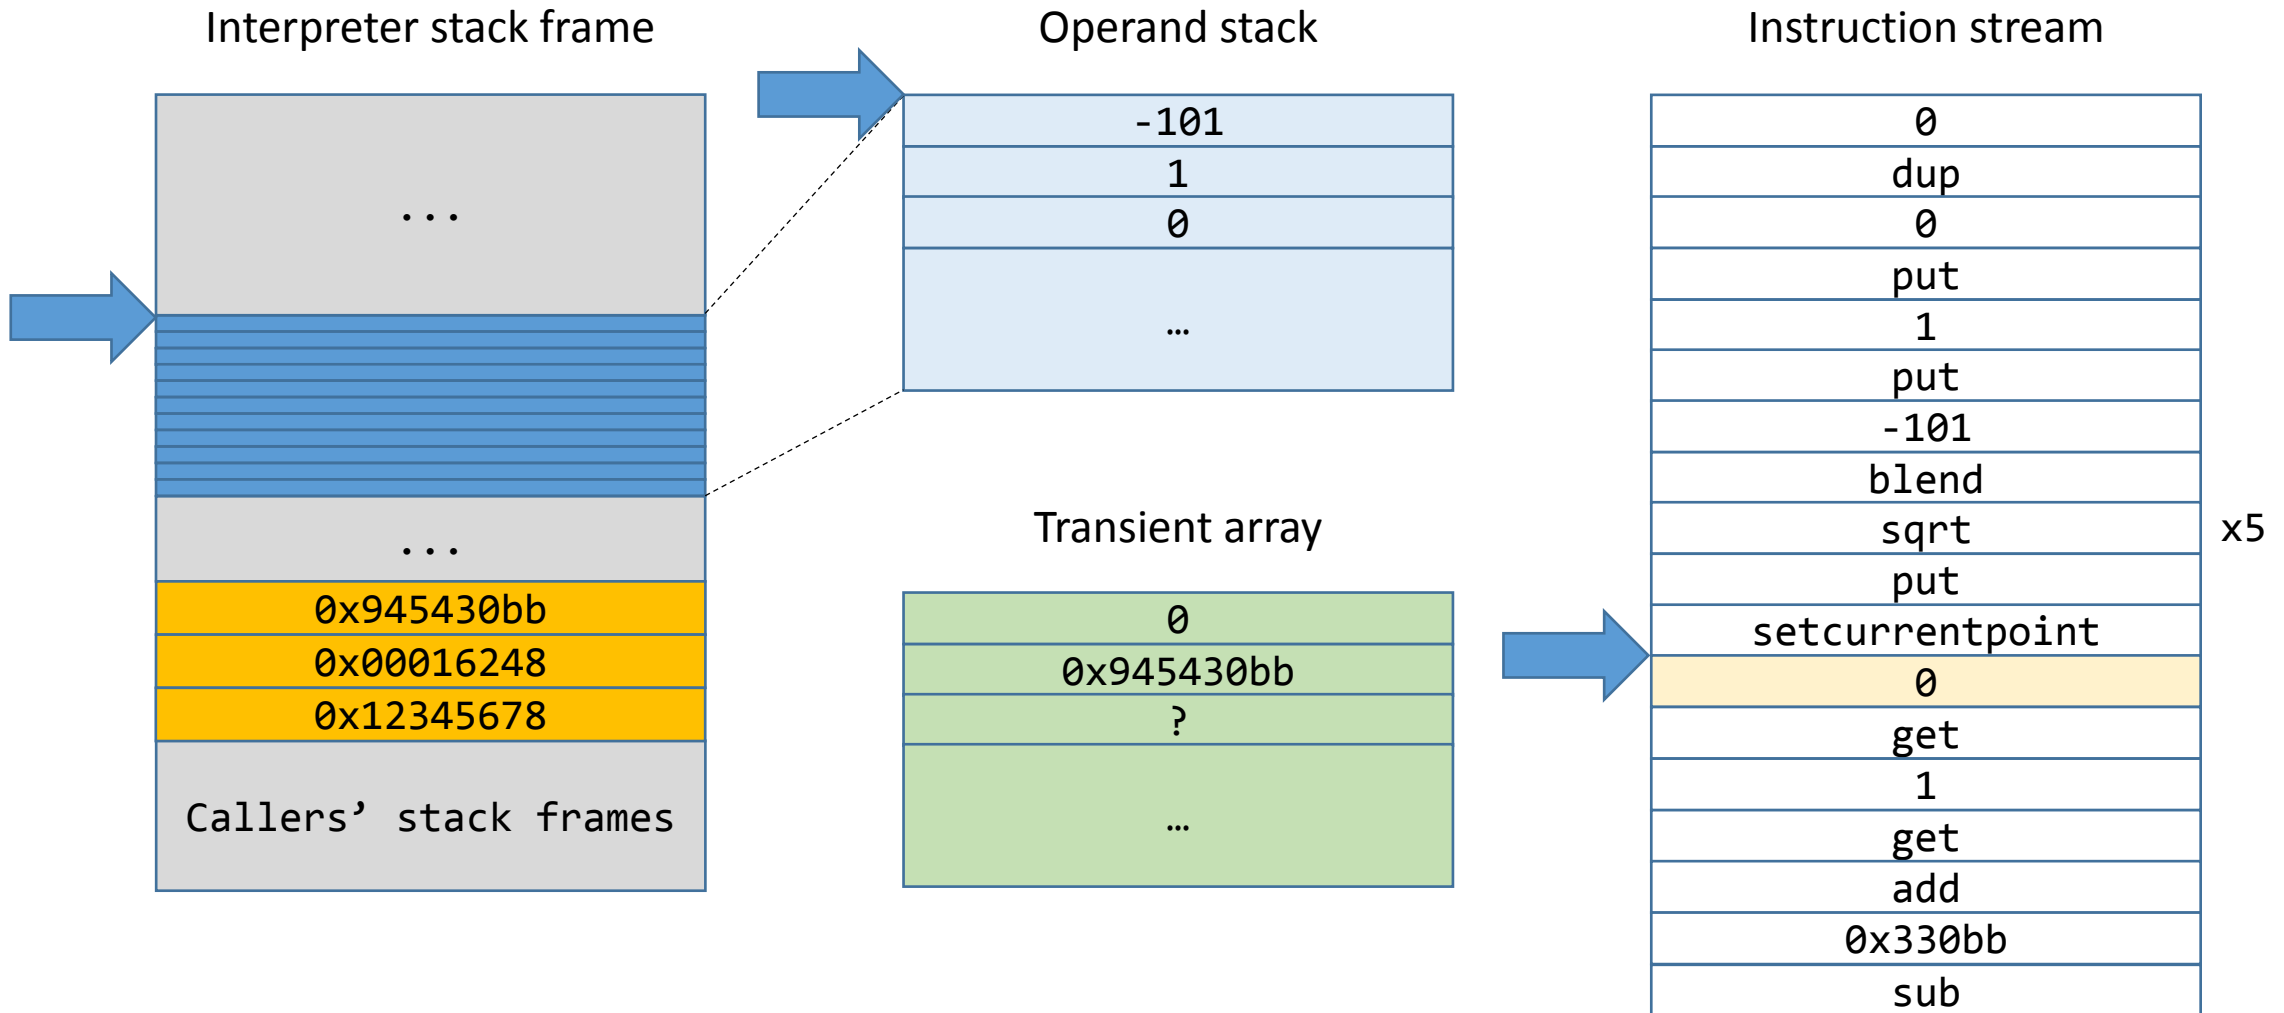 Interpreter stack frame
...
...
0x945430bb
0x00016248
0x12345678
Callers’ stack frames
Operand stack
-101
1
0
…
Transient array
0
0x945430bb
?
…
Instruction stream
0
dup
0
put
1
put
-101
blend
sqrt x5
put
setcurrentpoint
0
get
1
get
add
0x330bb
sub